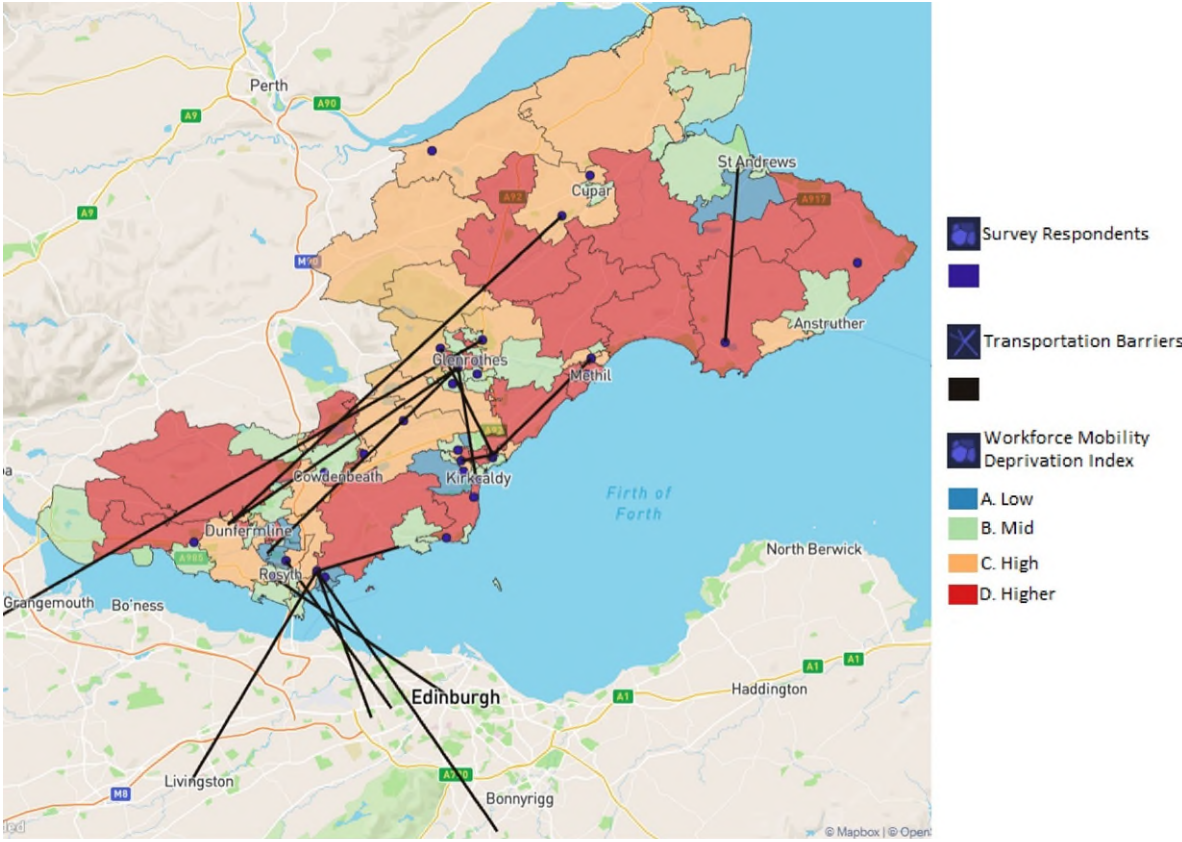 Perth
A90
A9
St Andrews
Cupar
A92
A917
A9
M90
Anstruther
Glenrothes
Methil
A92
Cowdenbeath
Kirkcaldy
Firth of
Forth
Dunfermline
A985
North Berwick
Rosyth
Grangemouth
Bo'ness
A1
A1
Edinburgh
A1
Haddington
Livingston
A720
M8
Bonnyrigg
© Mapbox | © Open
Survey Respondents
Transportation Barriers
Workforce Mobility
Deprivation Index
A. Low
B. Mid
C. High
D. Higher